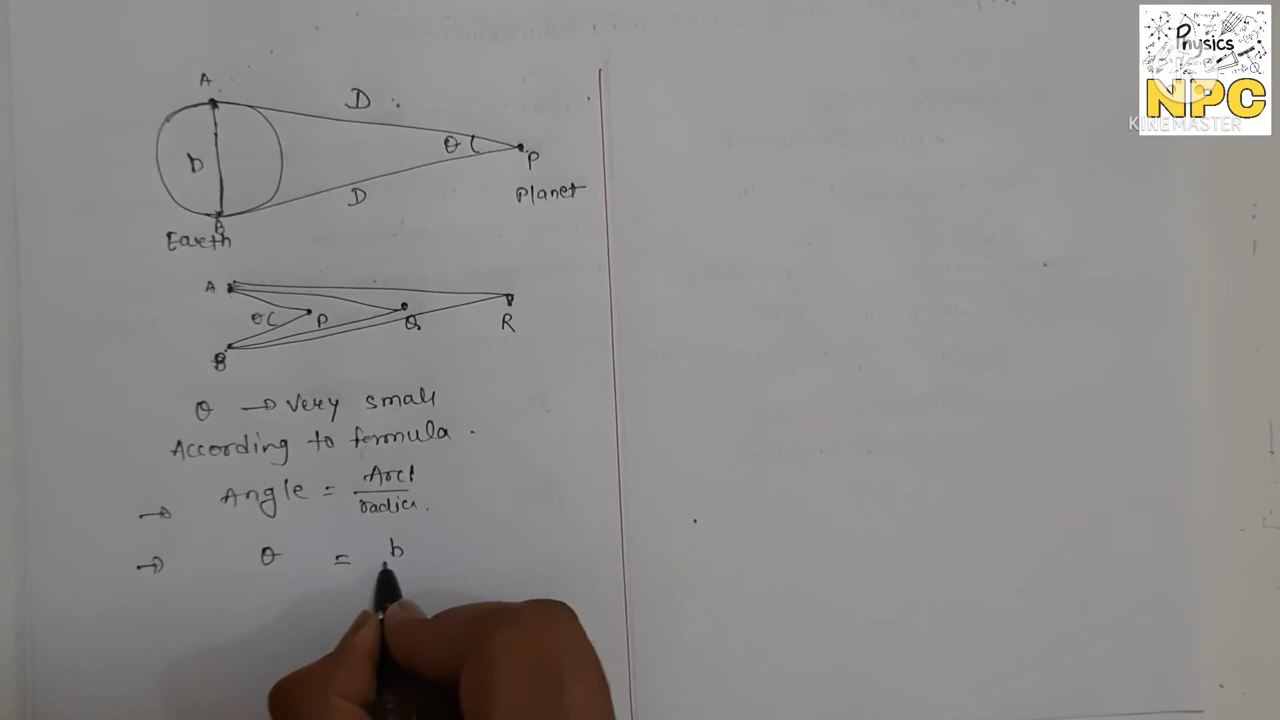 Physics
NPC
KINEMASTER
A
D
b
θ
P
Planet
D
B
Earth
A
θ
P
Q
R
B
θ → Very small
According to formula.
→ Angle = Arc/radius.
→ θ = b